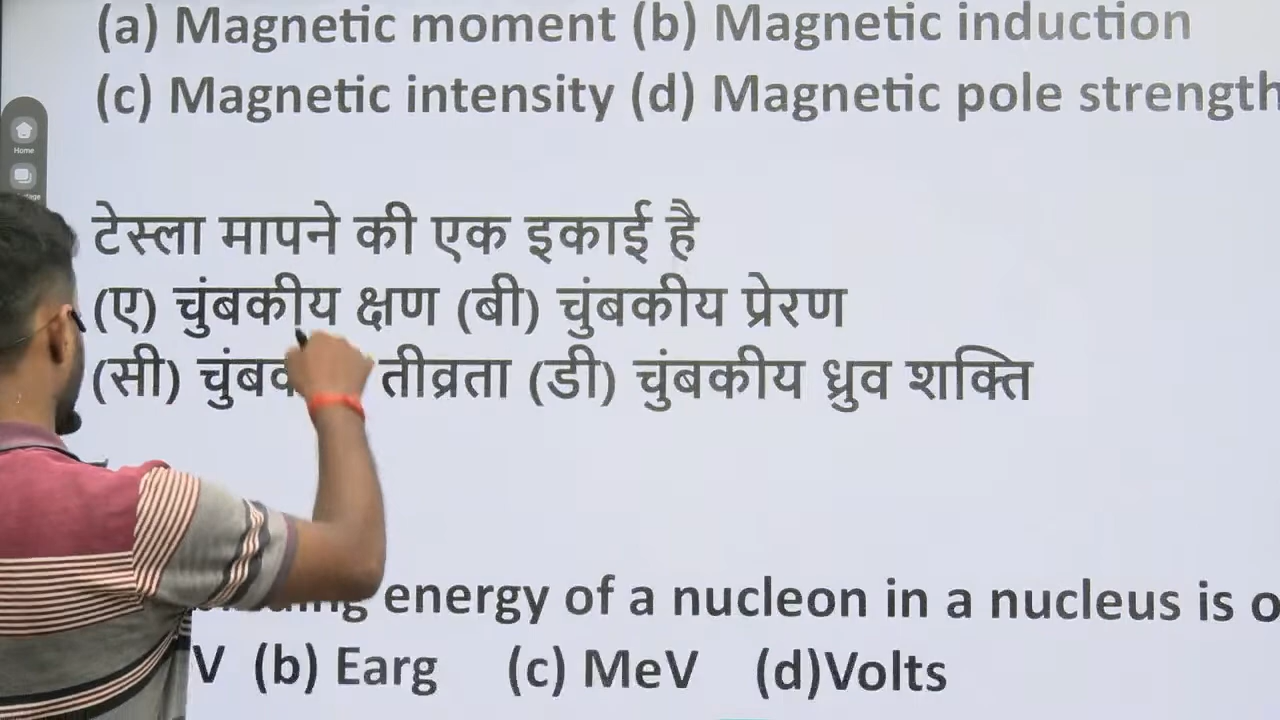 (a) Magnetic moment (b) Magnetic induction
(c) Magnetic intensity (d) Magnetic pole strength
Home
टेस्ला मापने की एक इकाई है
(ए) चुंबकीय क्षण (बी) चुंबकीय प्रेरण
(सी) तीव्रता (डी) चुंबकीय ध्रुव शक्ति
energy of a nucleon in a nucleus is
V (b) Earg (c) MeV (d)Volts